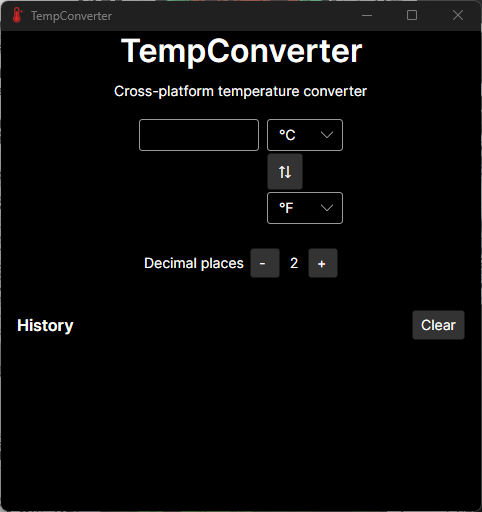 TempConverter
TempConverter
Cross-platform temperature converter
°C
°F
Decimal places - 2 +
History Clear